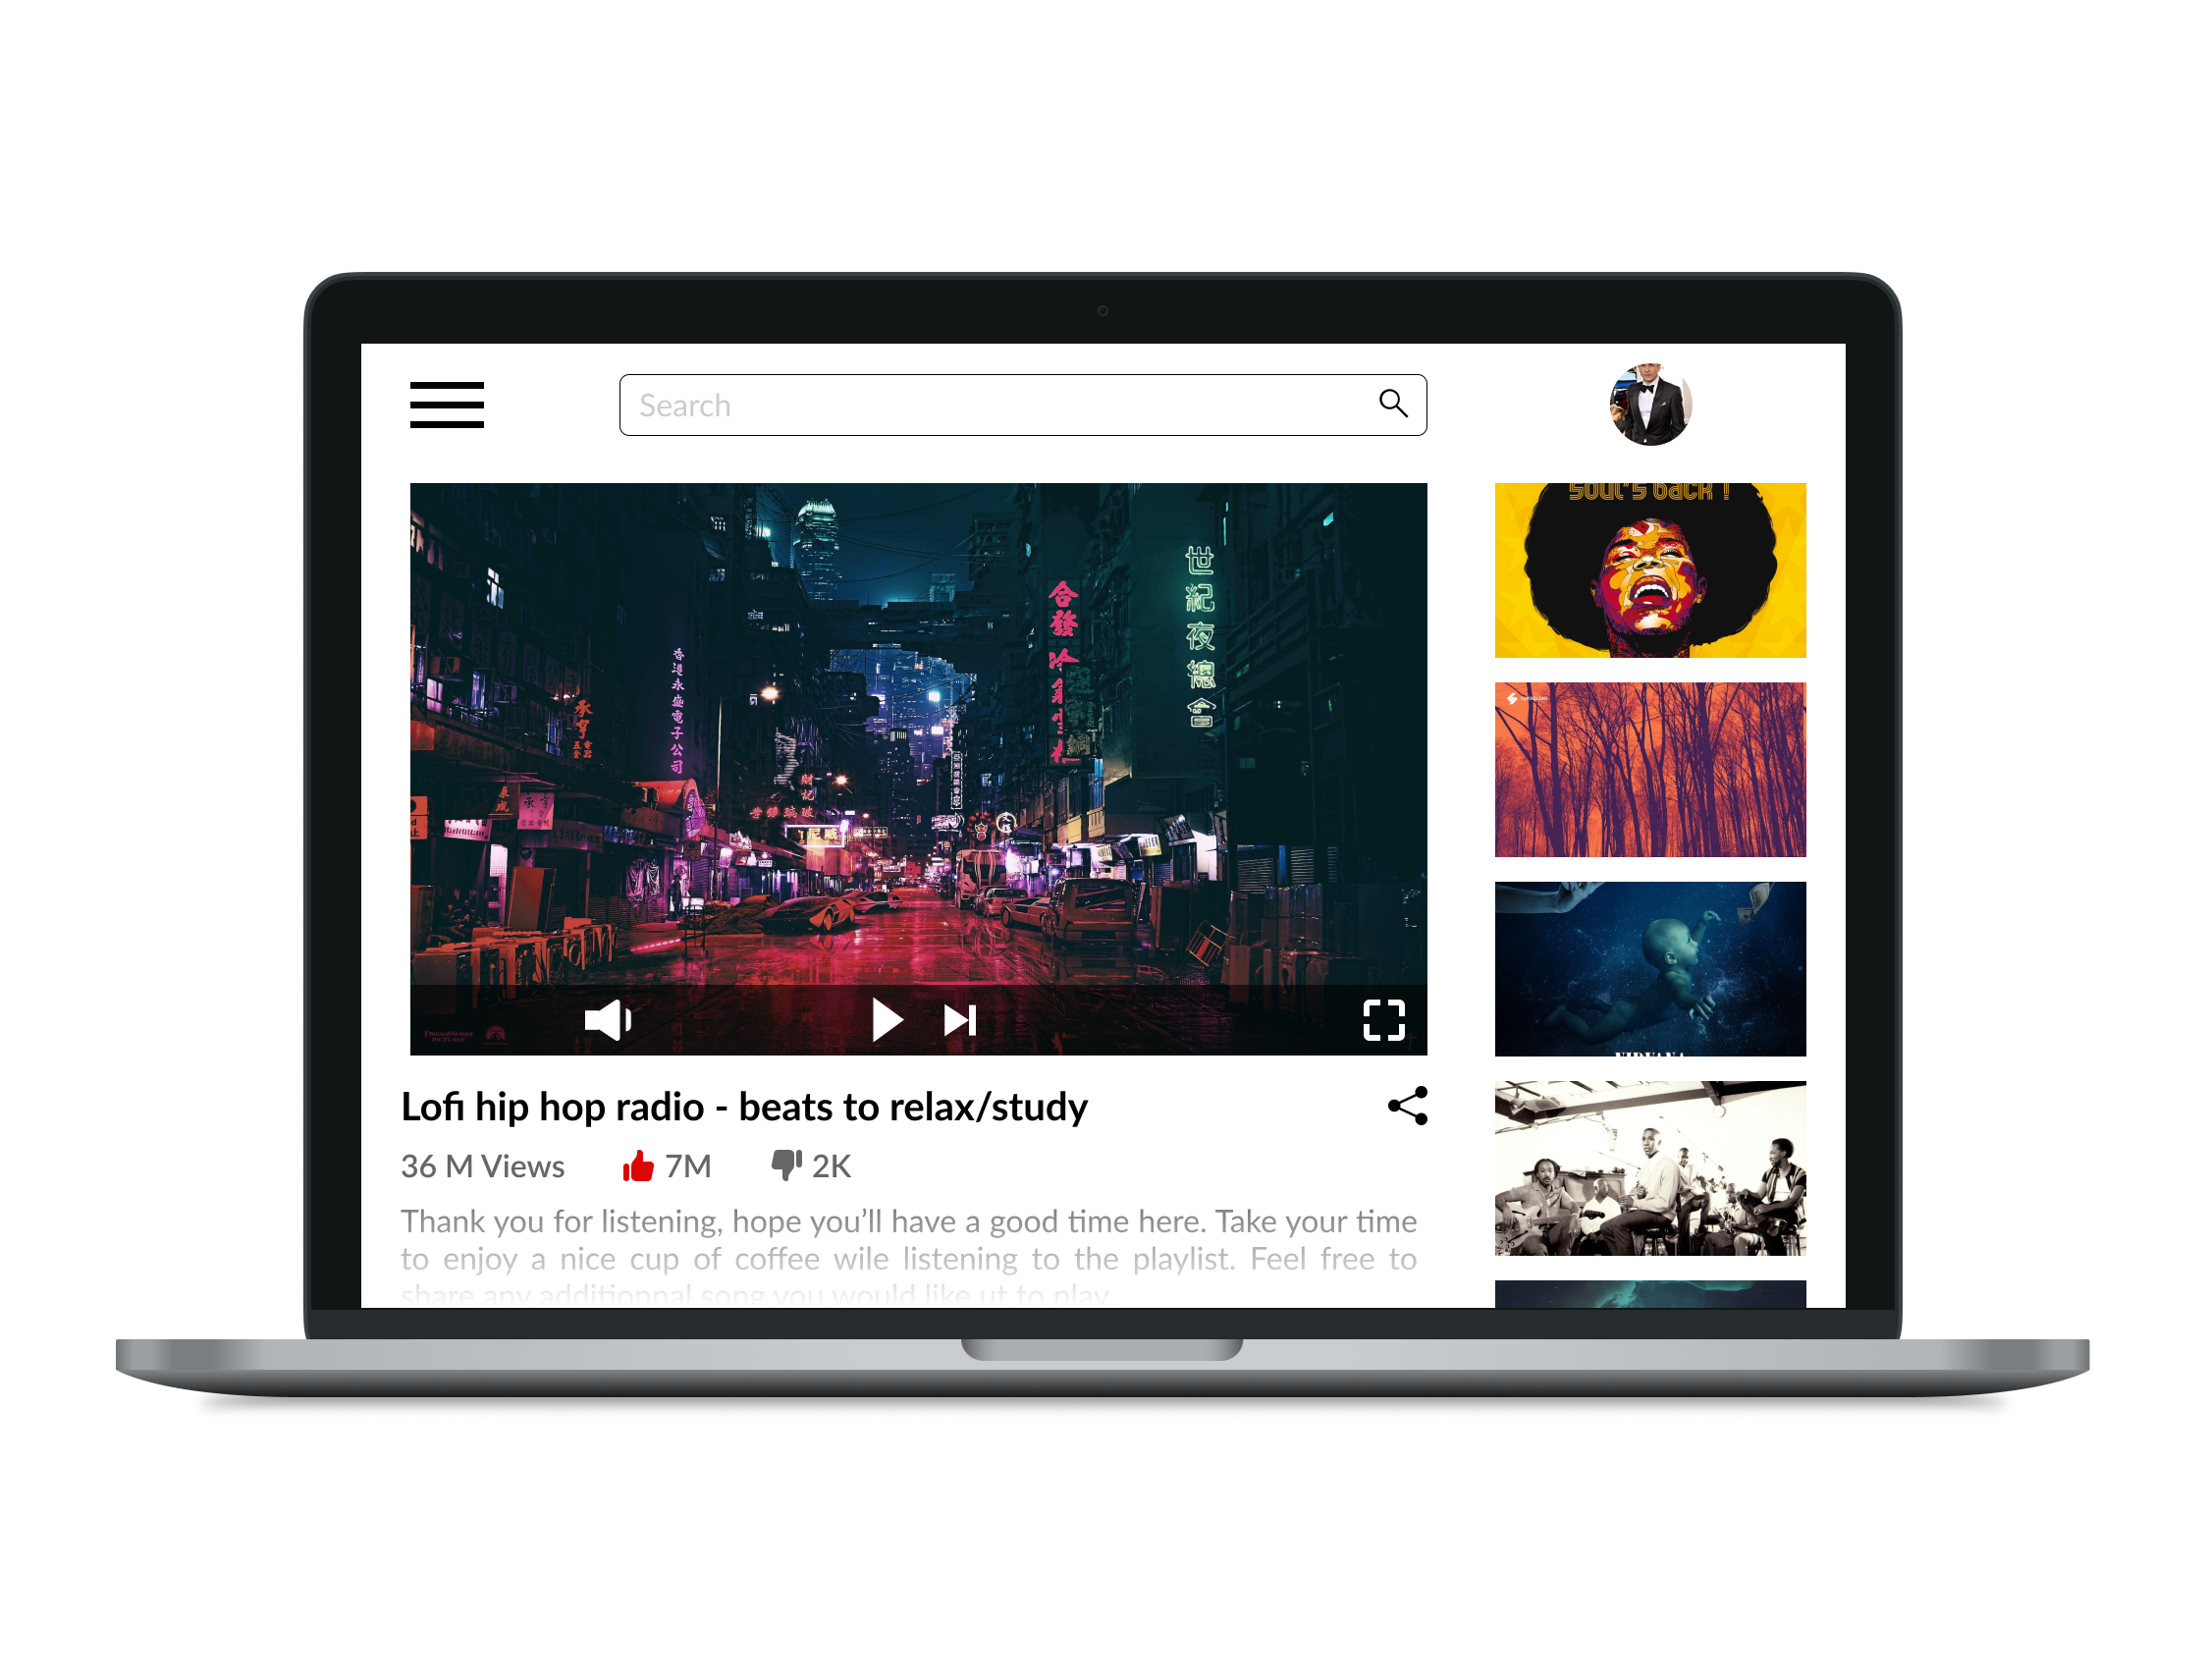 Search
soul's back !
世紀夜總會
合發
香港永盛電子公司
DREAMWORKS
PICTURES
NIRVANA
Lofi hip hop radio - beats to relax/study
36 M Views 7M 2K
Thank you for listening, hope you’ll have a good time here. Take your time
to enjoy a nice cup of coffee wile listening to the playlist. Feel free to
share any additionnal song you would like ut to play